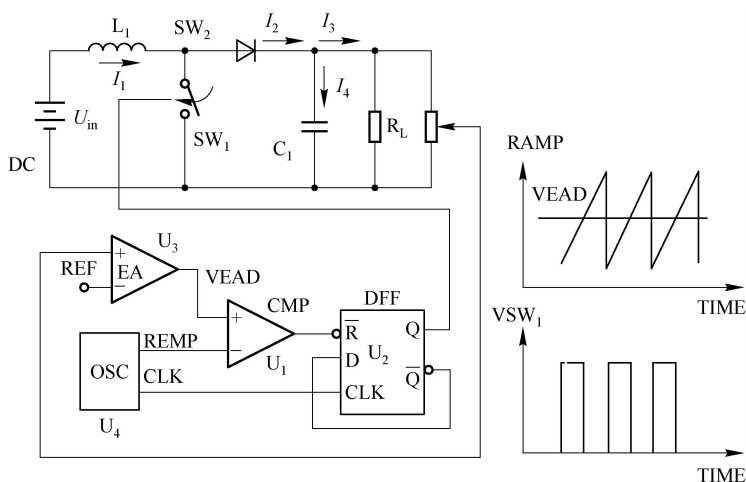 L1
SW2
I2
I3
I1
I4
Uin
SW1
C1
RL
DC
RAMP
VEAD
TIME
U3
REF
+
EA
−
VEAD
CMP
DFF
+
−
U1
R̅
Q
D
U2
Q̅
CLK
OSC
REMP
CLK
U4
VSW1
TIME